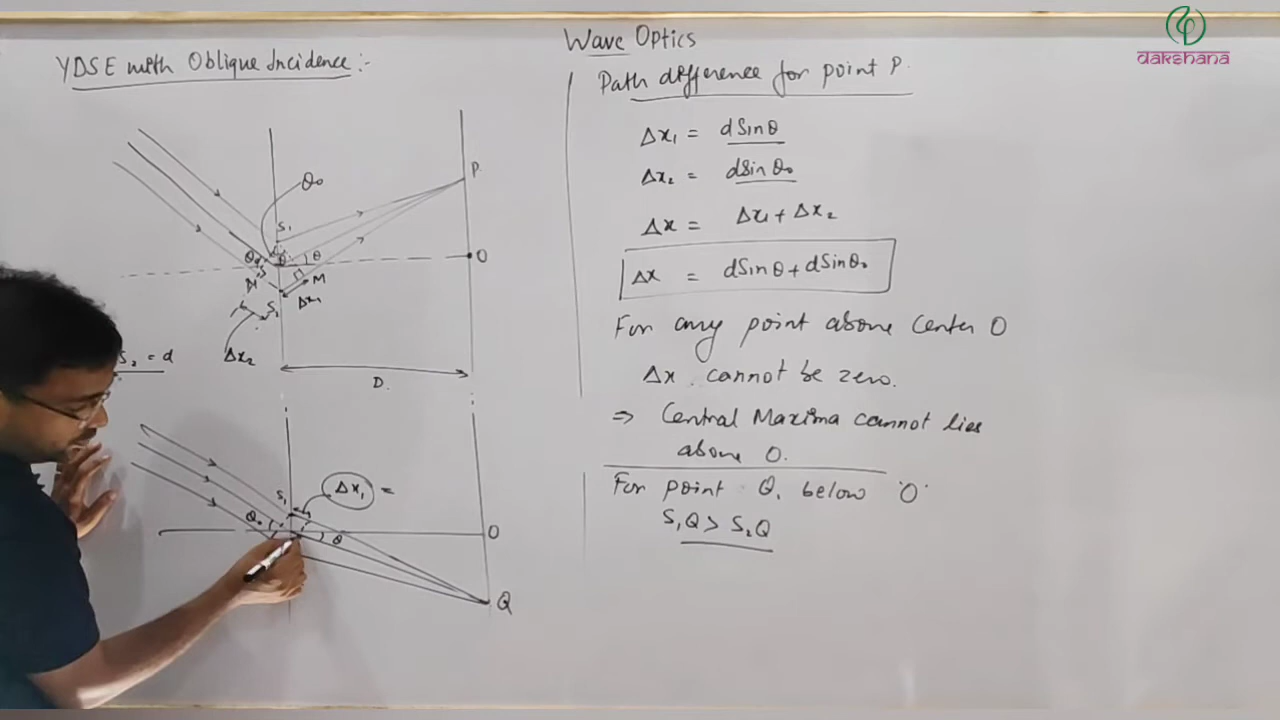 Wave Optics
dakshana
YDSE with Oblique Incidence :-
θ₀
P.
S₁
θ₀
θ
O
M
Δx₁
S₂
Δx₂
S₂ = d
D.
S₁
Δx₁ =
θ₀
θ
O
Q
Path difference for point P.
Δx₁ = dSinθ
Δx₂ = dSinθ₀
Δx = Δx₁ + Δx₂
Δx = dSinθ + dSinθ₀
For any point above Center O
Δx cannot be zero.
⇒ Central Maxima cannot lies
above O.
For point Q, below 'O'
S₁Q > S₂Q